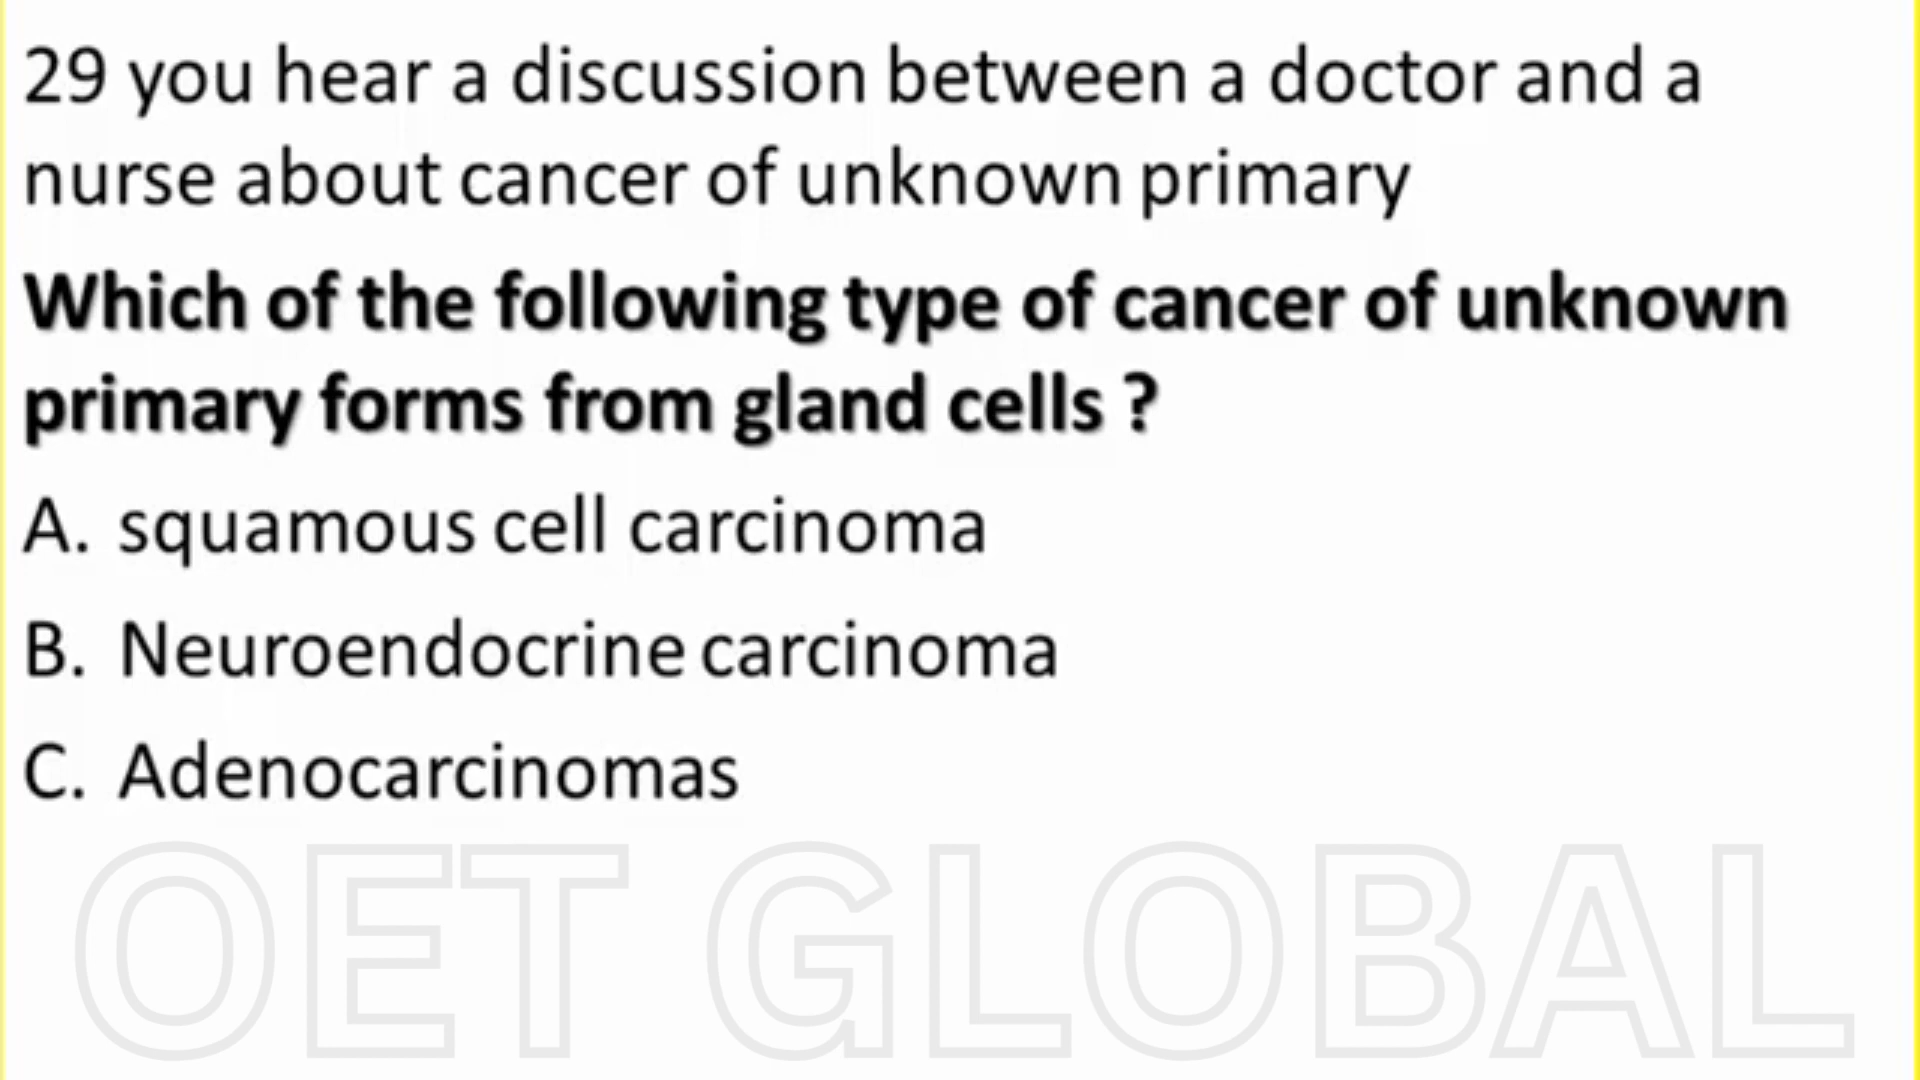 29 you hear a discussion between a doctor and a
nurse about cancer of unknown primary
Which of the following type of cancer of unknown
primary forms from gland cells ?
A. squamous cell carcinoma
B. Neuroendocrine carcinoma
C. Adenocarcinomas
OET GLOBAL